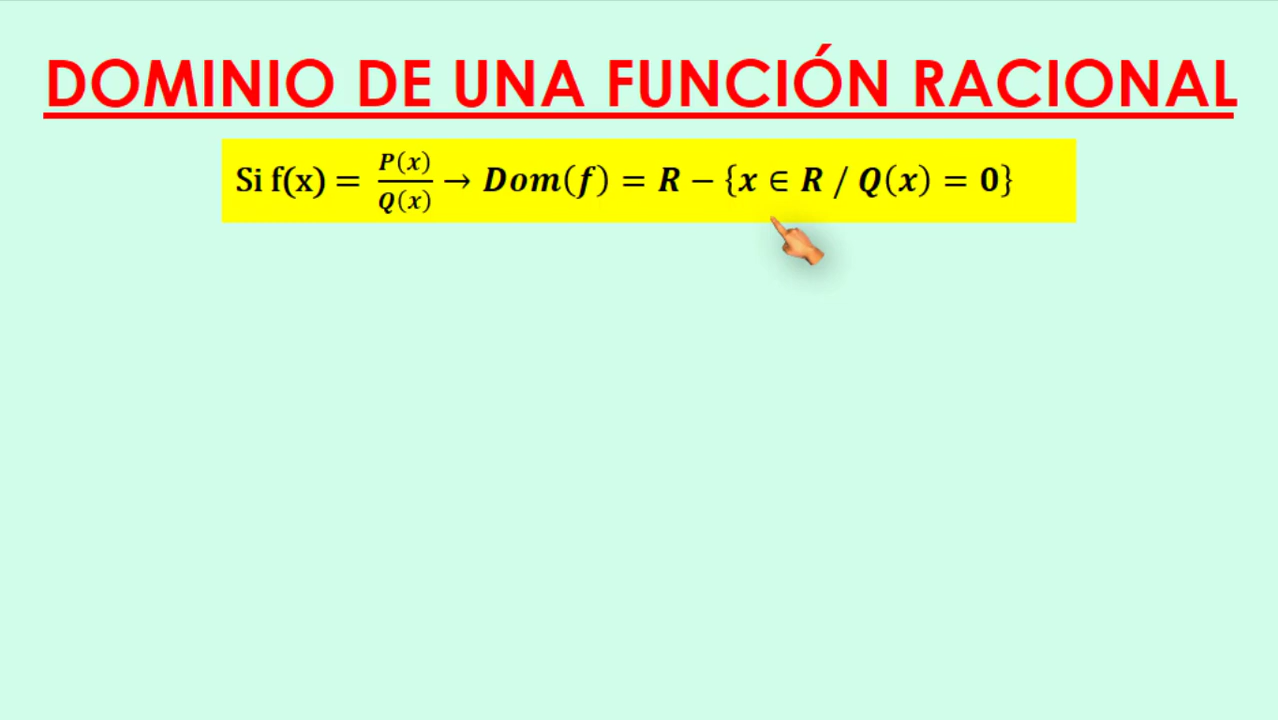 DOMINIO DE UNA FUNCIÓN RACIONAL
Si f(x) = P(x)/Q(x) → Dom(f) = R − {x ∈ R / Q(x) = 0}